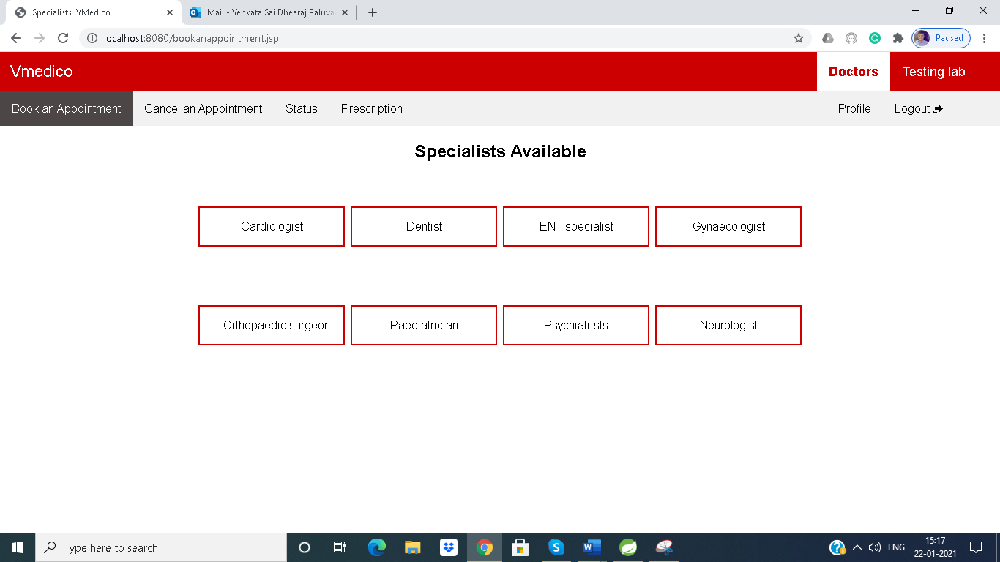 Specialists |VMedico
Mail - Venkata Sai Dheeraj Paluva
Paused
localhost:8080/bookanappointment.jsp
Vmedico
Doctors
Testing lab
Book an Appointment
Cancel an Appointment
Status
Prescription
Profile
Logout
Specialists Available
Cardiologist
Dentist
ENT specialist
Gynaecologist
Orthopaedic surgeon
Paediatrician
Psychiatrists
Neurologist
Type here to search
ENG
15:17
22-01-2021